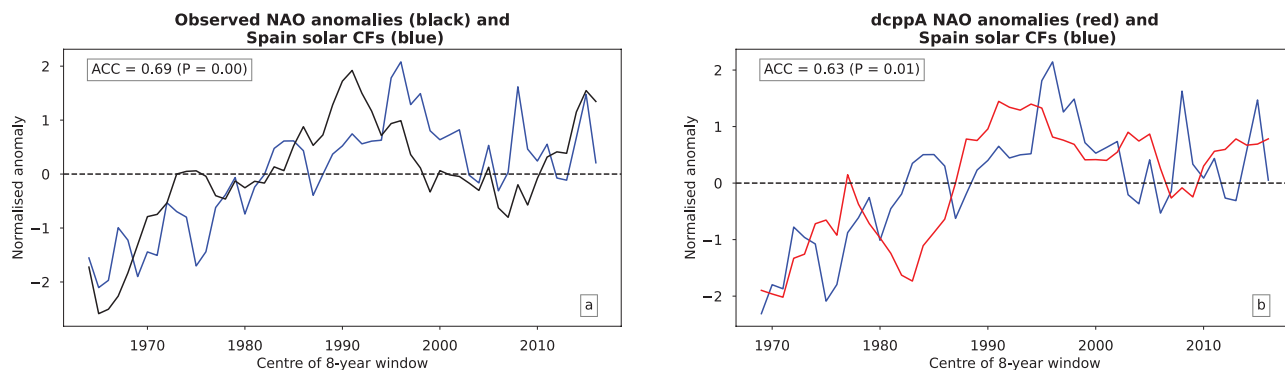 Observed NAO anomalies (black) and
Spain solar CFs (blue)
ACC = 0.69 (P = 0.00)
Normalised anomaly
2
1
0
−1
−2
1970 1980 1990 2000 2010
Centre of 8-year window
a
dcppA NAO anomalies (red) and
Spain solar CFs (blue)
ACC = 0.63 (P = 0.01)
Normalised anomaly
2
1
0
−1
−2
1970 1980 1990 2000 2010
Centre of 8-year window
b